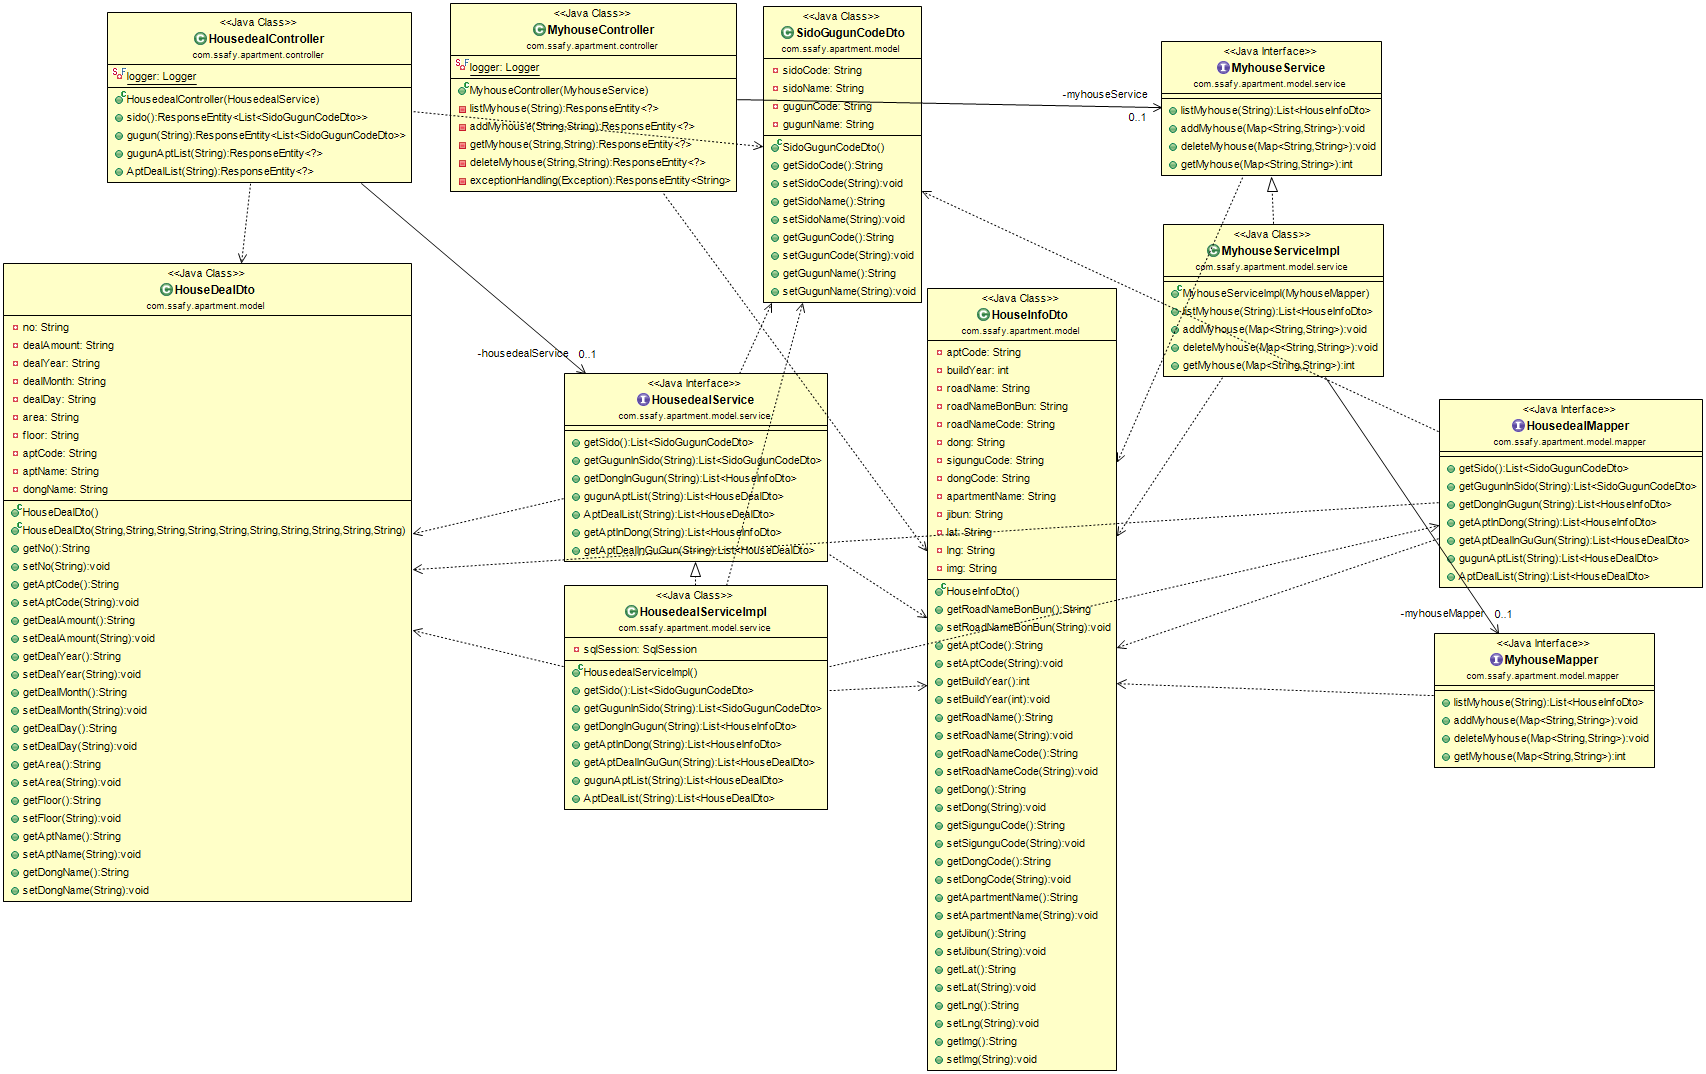 <<Java Class>>
HousedealController
com.ssafy.apartment.controller
logger: Logger
HousedealController(HousedealService)
sido():ResponseEntity<List<SidoGugunCodeDto>>
gugun(String):ResponseEntity<List<SidoGugunCodeDto>>
gugunAptList(String):ResponseEntity<?>
AptDealList(String):ResponseEntity<?>
<<Java Class>>
MyhouseController
com.ssafy.apartment.controller
logger: Logger
MyhouseController(MyhouseService)
listMyhouse(String):ResponseEntity<?>
addMyhouse(String,String):ResponseEntity<?>
getMyhouse(String,String):ResponseEntity<?>
deleteMyhouse(String,String):ResponseEntity<?>
exceptionHandling(Exception):ResponseEntity<String>
<<Java Class>>
SidoGugunCodeDto
com.ssafy.apartment.model
sidoCode: String
sidoName: String
gugunCode: String
gugunName: String
SidoGugunCodeDto()
getSidoCode():String
setSidoCode(String):void
getSidoName():String
setSidoName(String):void
getGugunCode():String
setGugunCode(String):void
getGugunName():String
setGugunName(String):void
-myhouseService
0..1
<<Java Interface>>
MyhouseService
com.ssafy.apartment.model.service
listMyhouse(String):List<HouseInfoDto>
addMyhouse(Map<String,String>):void
deleteMyhouse(Map<String,String>):void
getMyhouse(Map<String,String>):int
<<Java Class>>
MyhouseServiceImpl
com.ssafy.apartment.model.service
MyhouseServiceImpl(MyhouseMapper)
listMyhouse(String):List<HouseInfoDto>
addMyhouse(Map<String,String>):void
deleteMyhouse(Map<String,String>):void
getMyhouse(Map<String,String>):int
<<Java Class>>
HouseDealDto
com.ssafy.apartment.model
no: String
dealAmount: String
dealYear: String
dealMonth: String
dealDay: String
area: String
floor: String
aptCode: String
aptName: String
dongName: String
HouseDealDto()
HouseDealDto(String,String,String,String,String,String,String,String,String,String)
getNo():String
setNo(String):void
getAptCode():String
setAptCode(String):void
getDealAmount():String
setDealAmount(String):void
getDealYear():String
setDealYear(String):void
getDealMonth():String
setDealMonth(String):void
getDealDay():String
setDealDay(String):void
getArea():String
setArea(String):void
getFloor():String
setFloor(String):void
getAptName():String
setAptName(String):void
getDongName():String
setDongName(String):void
-housedealService 0..1
<<Java Interface>>
HousedealService
com.ssafy.apartment.model.service
getSido():List<SidoGugunCodeDto>
getGugunInSido(String):List<SidoGugunCodeDto>
getDongInGugun(String):List<HouseInfoDto>
gugunAptList(String):List<HouseDealDto>
AptDealList(String):List<HouseDealDto>
getAptInDong(String):List<HouseInfoDto>
getAptDealInGuGun(String):List<HouseDealDto>
<<Java Class>>
HousedealServiceImpl
com.ssafy.apartment.model.service
sqlSession: SqlSession
HousedealServiceImpl()
getSido():List<SidoGugunCodeDto>
getGugunInSido(String):List<SidoGugunCodeDto>
getDongInGugun(String):List<HouseInfoDto>
getAptInDong(String):List<HouseInfoDto>
getAptDealInGuGun(String):List<HouseDealDto>
gugunAptList(String):List<HouseDealDto>
AptDealList(String):List<HouseDealDto>
<<Java Class>>
HouseInfoDto
com.ssafy.apartment.model
aptCode: String
buildYear: int
roadName: String
roadNameBonBun: String
roadNameCode: String
dong: String
sigunguCode: String
dongCode: String
apartmentName: String
jibun: String
lat: String
lng: String
img: String
HouseInfoDto()
getRoadNameBonBun():String
setRoadNameBonBun(String):void
getAptCode():String
setAptCode(String):void
getBuildYear():int
setBuildYear(int):void
getRoadName():String
setRoadName(String):void
getRoadNameCode():String
setRoadNameCode(String):void
getDong():String
setDong(String):void
getSigunguCode():String
setSigunguCode(String):void
getDongCode():String
setDongCode(String):void
getApartmentName():String
setApartmentName(String):void
getJibun():String
setJibun(String):void
getLat():String
setLat(String):void
getLng():String
setLng(String):void
getImg():String
setImg(String):void
<<Java Interface>>
HousedealMapper
com.ssafy.apartment.model.mapper
getSido():List<SidoGugunCodeDto>
getGugunInSido(String):List<SidoGugunCodeDto>
getDongInGugun(String):List<HouseInfoDto>
getAptInDong(String):List<HouseInfoDto>
getAptDealInGuGun(String):List<HouseDealDto>
gugunAptList(String):List<HouseDealDto>
AptDealList(String):List<HouseDealDto>
-myhouseMapper 0..1
<<Java Interface>>
MyhouseMapper
com.ssafy.apartment.model.mapper
listMyhouse(String):List<HouseInfoDto>
addMyhouse(Map<String,String>):void
deleteMyhouse(Map<String,String>):void
getMyhouse(Map<String,String>):int